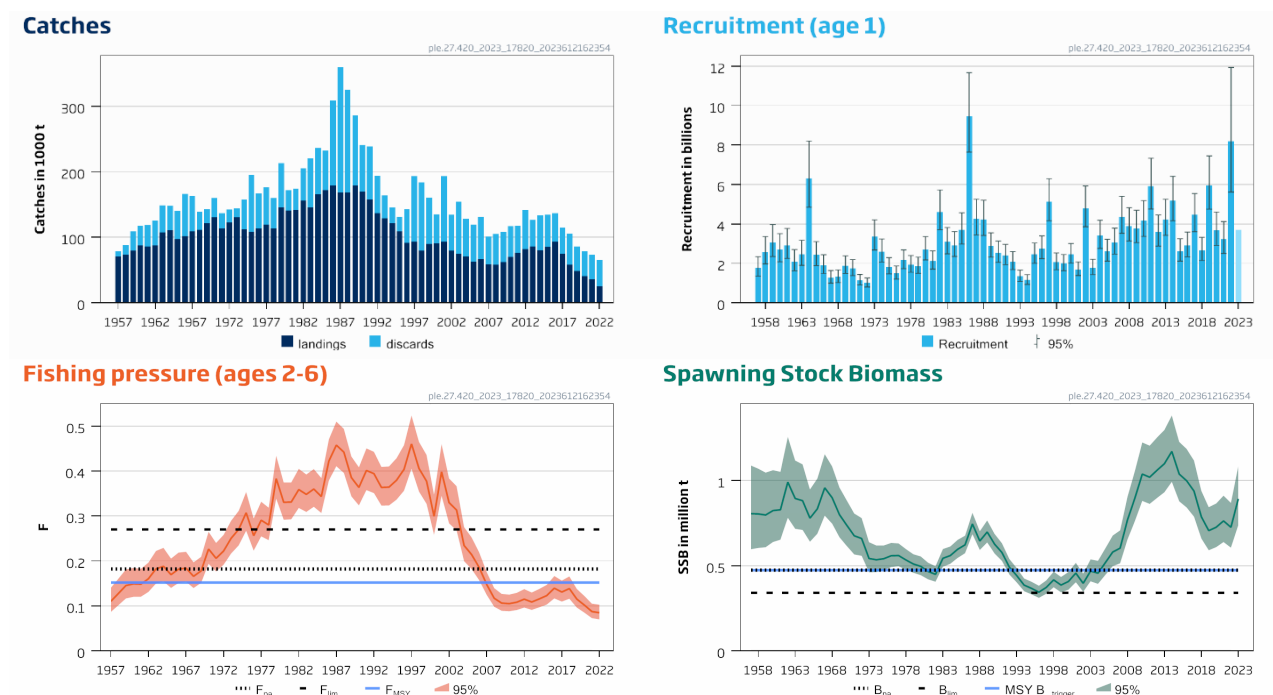 Catches
ple.27.420_2023_17820_2023612162354
Catches in 1000 t
300
200
100
0
1957 1962 1967 1972 1977 1982 1987 1992 1997 2002 2007 2012 2017 2022
landings discards
Recruitment (age 1)
ple.27.420_2023_17820_2023612162354
Recruitment in billions
12
10
8
6
4
2
0
1958 1963 1968 1973 1978 1983 1988 1993 1998 2003 2008 2013 2018 2023
Recruitment 95%
Fishing pressure (ages 2-6)
ple.27.420_2023_17820_2023612162354
F
0.5
0.4
0.3
0.2
0.1
0
1957 1962 1967 1972 1977 1982 1987 1992 1997 2002 2007 2012 2017 2022
Fpa Flim FMSY 95%
Spawning Stock Biomass
ple.27.420_2023_17820_2023612162354
SSB in million t
1
0.5
0
1958 1963 1968 1973 1978 1983 1988 1993 1998 2003 2008 2013 2018 2023
Bpa Blim MSY Btrigger 95%